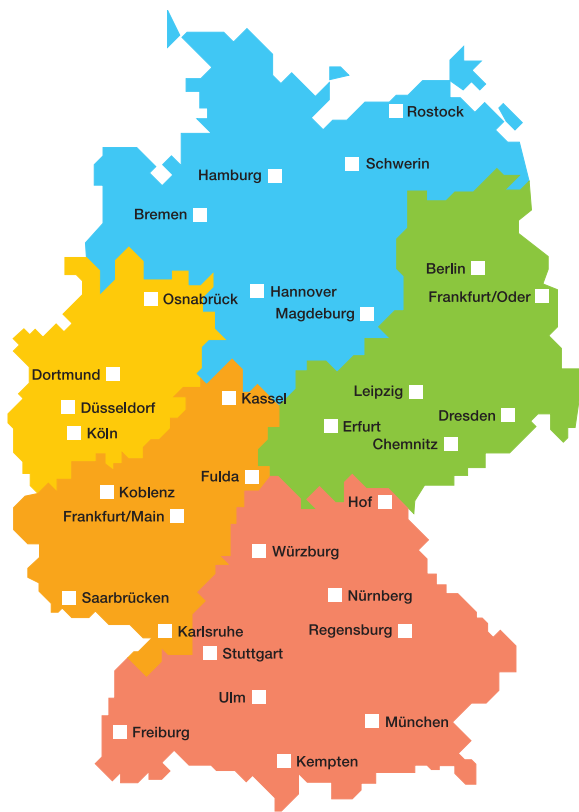 Rostock
Schwerin
Hamburg
Bremen
Berlin
Hannover
Frankfurt/Oder
Osnabrück
Magdeburg
Dortmund
Leipzig
Kassel
Düsseldorf
Dresden
Erfurt
Köln
Chemnitz
Fulda
Koblenz
Hof
Frankfurt/Main
Würzburg
Nürnberg
Saarbrücken
Karlsruhe
Regensburg
Stuttgart
Ulm
München
Freiburg
Kempten